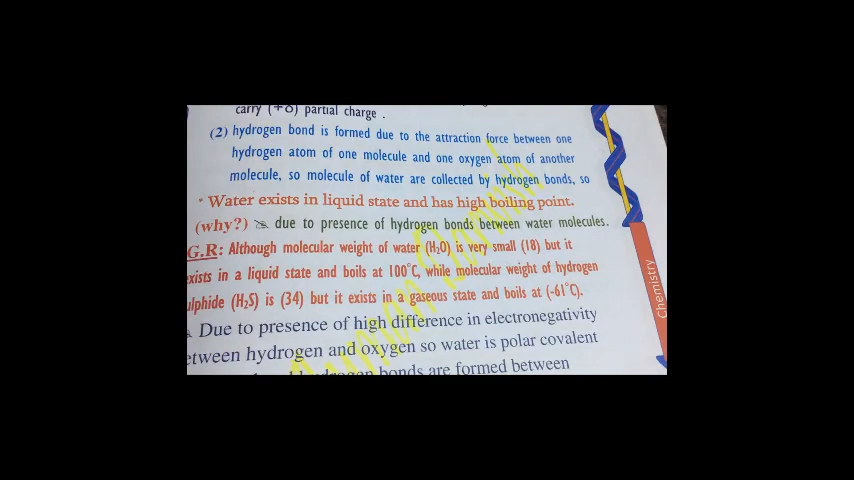 carry (+δ) partial charge .
(2) hydrogen bond is formed due to the attraction force between one
hydrogen atom of one molecule and one oxygen atom of another
molecule, so molecule of water are collected by hydrogen bonds, so
* Water exists in liquid state and has high boiling point.
(why?) ✍ due to presence of hydrogen bonds between water molecules.
G.R: Although molecular weight of water (H₂O) is very small (18) but it
exists in a liquid state and boils at 100°C, while molecular weight of hydrogen
sulphide (H₂S) is (34) but it exists in a gaseous state and boils at (-61°C).
Due to presence of high difference in electronegativity
etween hydrogen and oxygen so water is polar covalent
hydrogen bonds are formed between
Chemistry